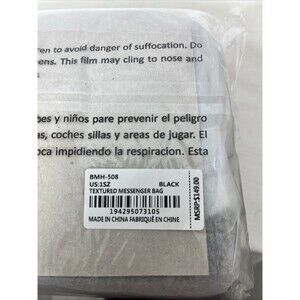 ren to avoid danger of suffocation. Do
eens. This film may cling to nose and
s.
bes y niños pare prevenir el peligro
as, coches sillas y areas de jugar. El
oca impidiendo la respiracion. Esta
BMH-508
US:1SZ BLACK
TEXTURED MESSENGER BAG
194295073105
MADE IN CHINA FABRIQUÉ EN CHINE
MSRP:$149.00